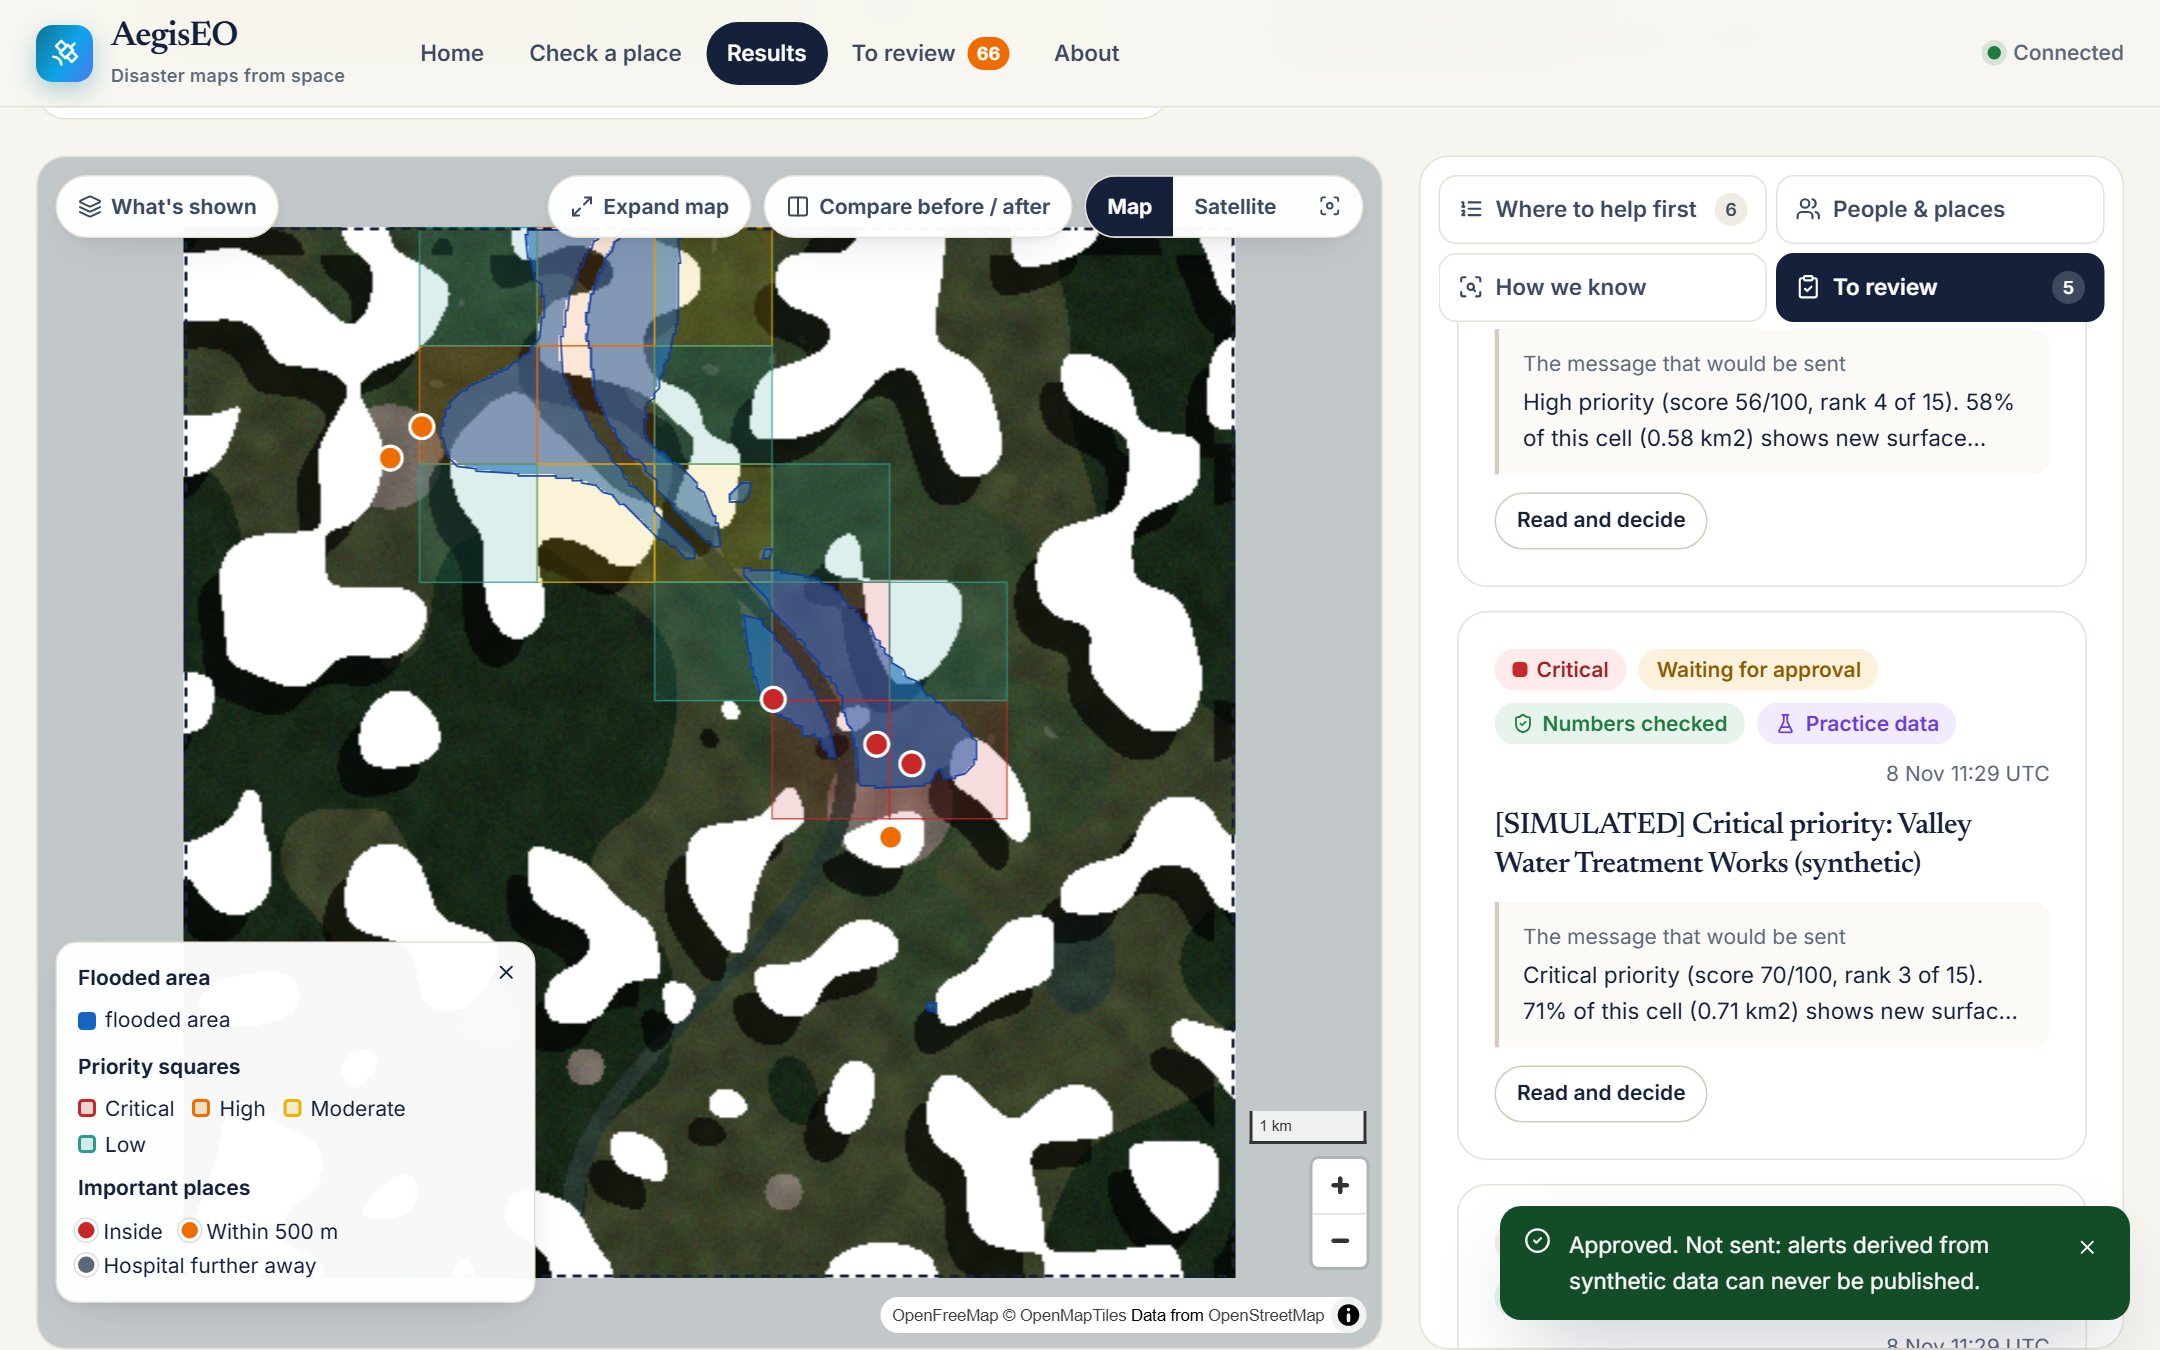 AegisEO
Disaster maps from space
Home
Check a place
Results
To review 66
About
Connected
What's shown
Expand map
Compare before / after
Map
Satellite
Where to help first 6
People & places
How we know
To review 5
The message that would be sent
High priority (score 56/100, rank 4 of 15). 58%
of this cell (0.58 km2) shows new surface...
Read and decide
Critical
Waiting for approval
Numbers checked
Practice data
8 Nov 11:29 UTC
[SIMULATED] Critical priority: Valley
Water Treatment Works (synthetic)
The message that would be sent
Critical priority (score 70/100, rank 3 of 15).
71% of this cell (0.71 km2) shows new surfac...
Read and decide
Approved. Not sent: alerts derived from
synthetic data can never be published.
8 Nov 11:29 UTC
Flooded area
flooded area
Priority squares
Critical
High
Moderate
Low
Important places
Inside
Within 500 m
Hospital further away
1 km
OpenFreeMap © OpenMapTiles Data from OpenStreetMap